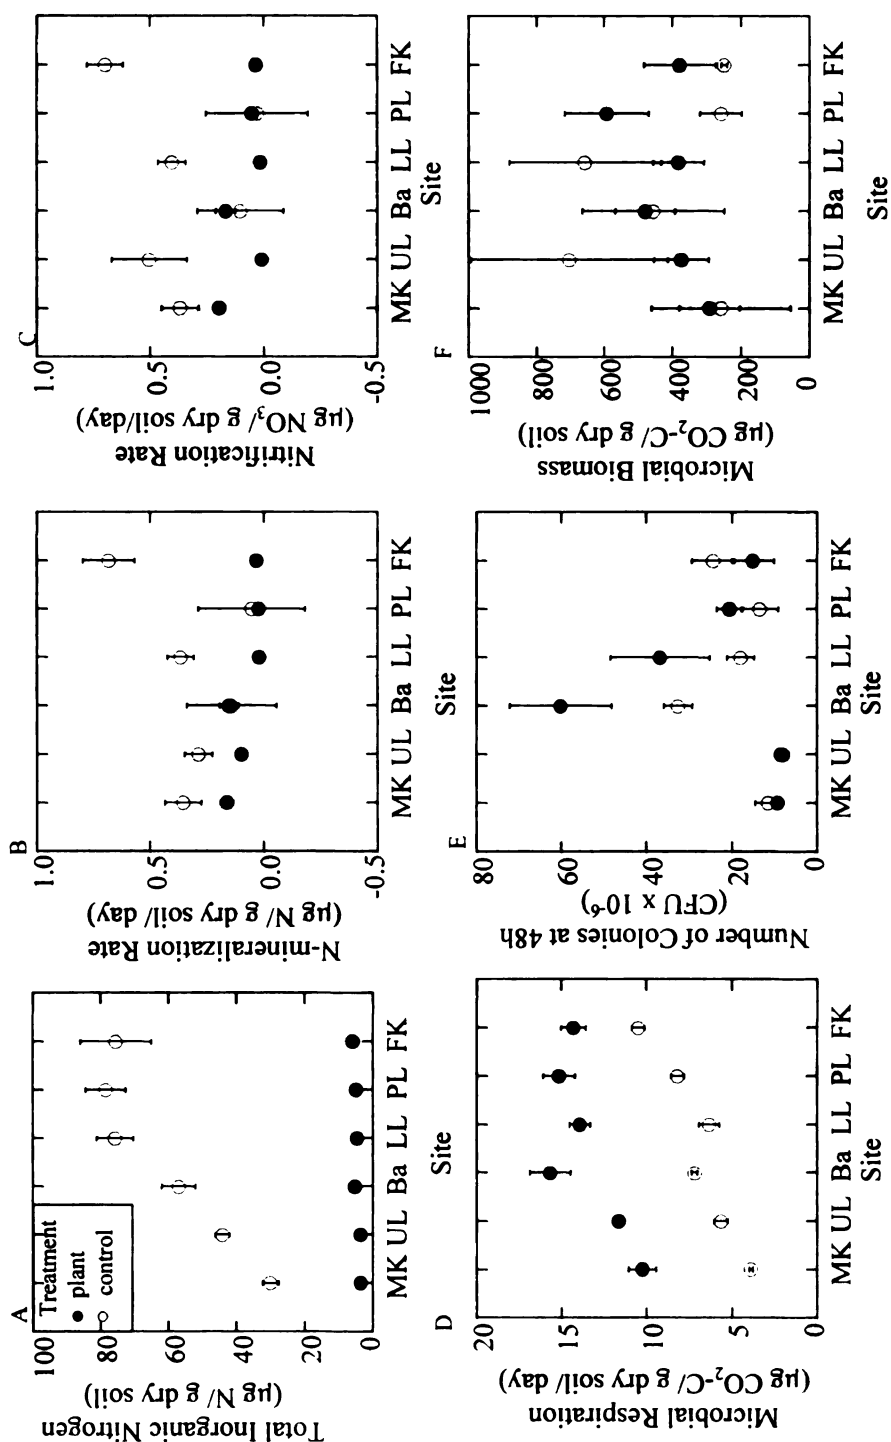 A
Treatment
plant
control
Total Inorganic Nitrogen
(µg N/ g dry soil)
100
80
60
40
20
0
MK UL Ba LL PL FK
Site
B
N-mineralization Rate
(µg N/ g dry soil/ day)
1.0
0.5
0.0
-0.5
MK UL Ba LL PL FK
Site
C
Nitrification Rate
(µg NO3/ g dry soil/day)
1.0
0.5
0.0
-0.5
MK UL Ba LL PL FK
Site
D
Microbial Respiration
(µg CO2-C/ g dry soil/ day)
20
15
10
5
0
MK UL Ba LL PL FK
Site
E
Number of Colonies at 48h
(CFU x 10-6)
80
60
40
20
0
MK UL Ba LL PL FK
Site
F
Microbial Biomass
(µg CO2-C/ g dry soil)
1000
800
600
400
200
0
MK UL Ba LL PL FK
Site